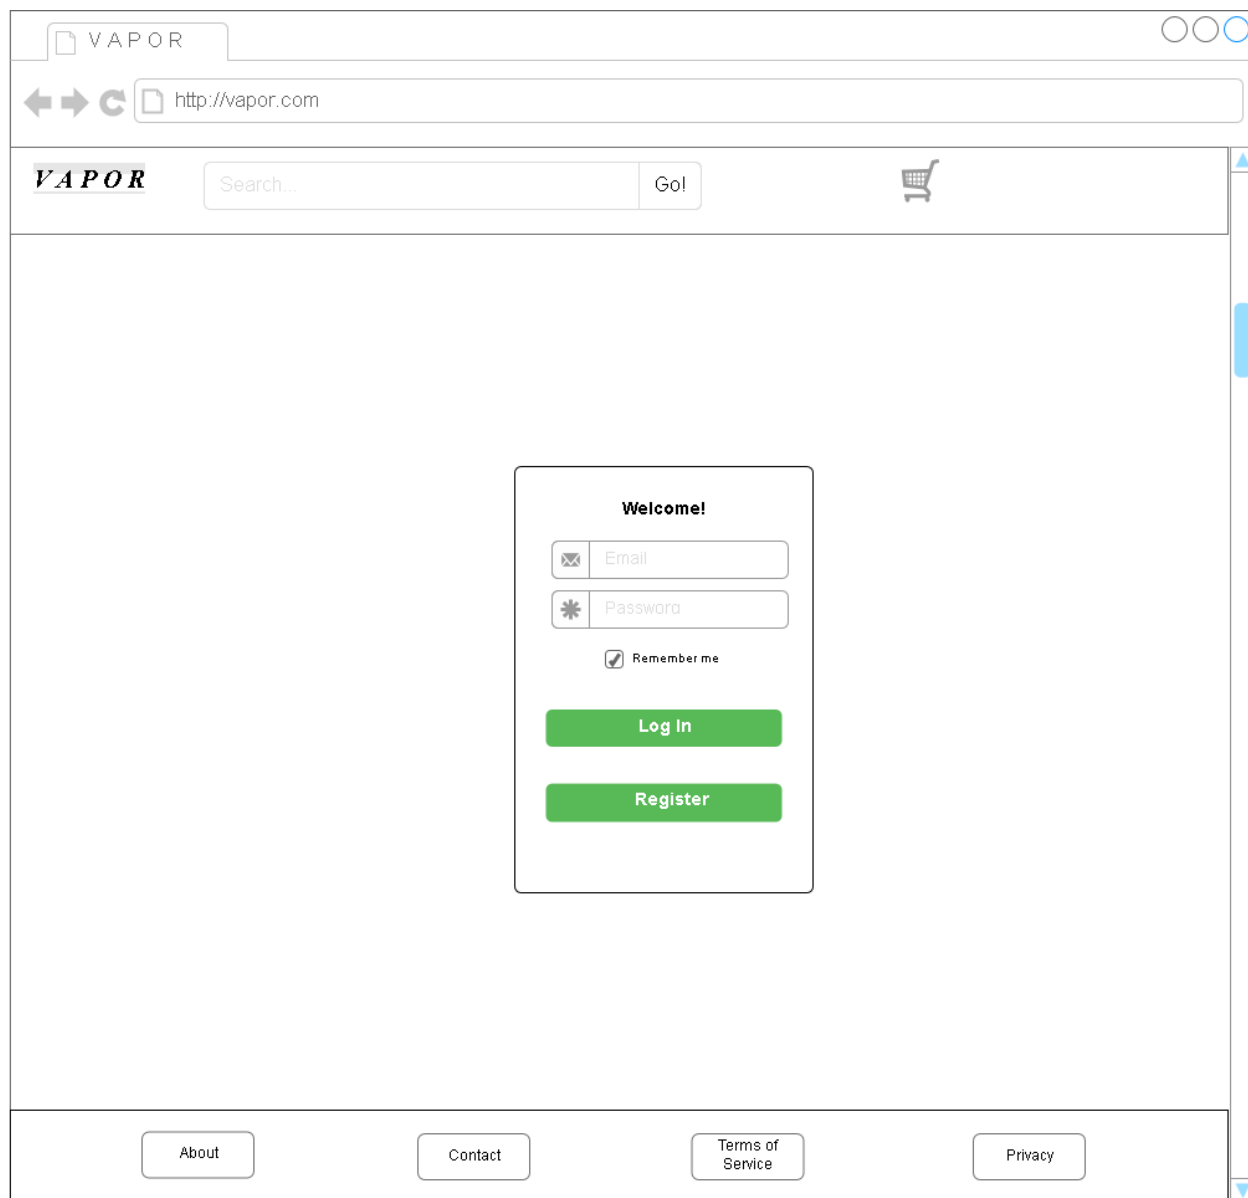 VAPOR
http://vapor.com
VAPOR
Search...
Go!
Welcome!
Email
Password
Remember me
Log In
Register
About
Contact
Terms of
Service
Privacy